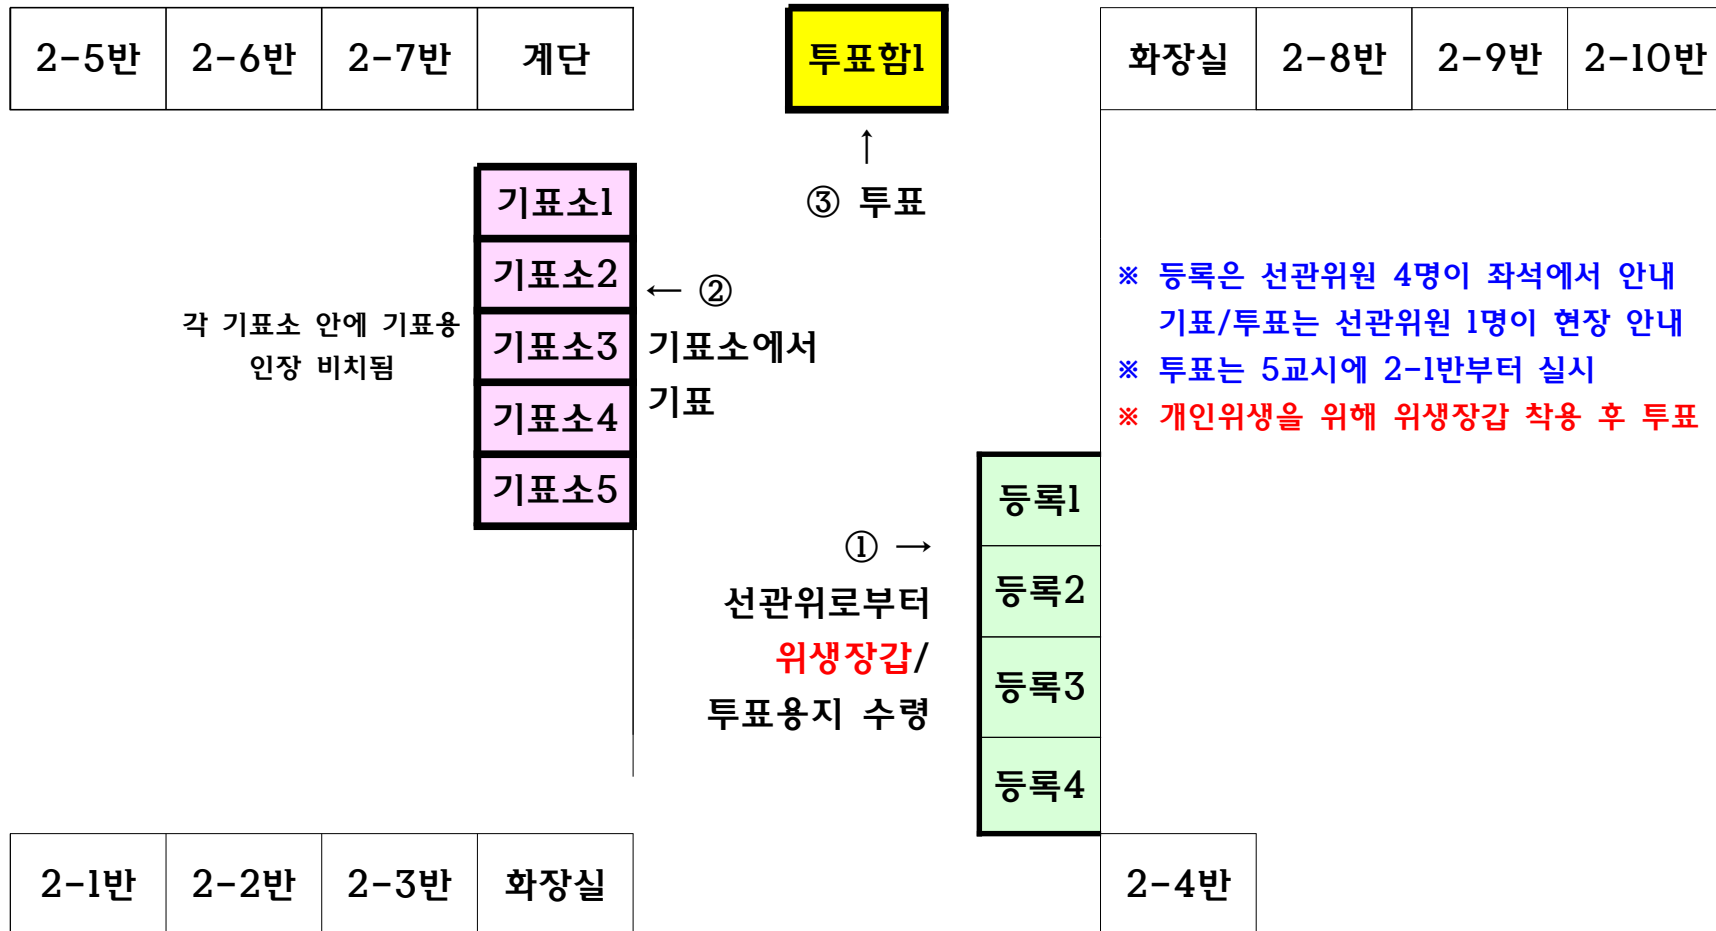 2-5반 2-6반 2-7반 계단 투표함1 화장실 2-8반 2-9반 2-10반
↑
③ 투표
기표소1
기표소2
기표소3
기표소4
기표소5
각 기표소 안에 기표용
인장 비치됨
← ②
기표소에서
기표
※ 등록은 선관위원 4명이 좌석에서 안내
기표/투표는 선관위원 1명이 현장 안내
※ 투표는 5교시에 2-1반부터 실시
※ 개인위생을 위해 위생장갑 착용 후 투표
① →
선관위로부터
위생장갑/
투표용지 수령
등록1
등록2
등록3
등록4
2-1반 2-2반 2-3반 화장실 2-4반